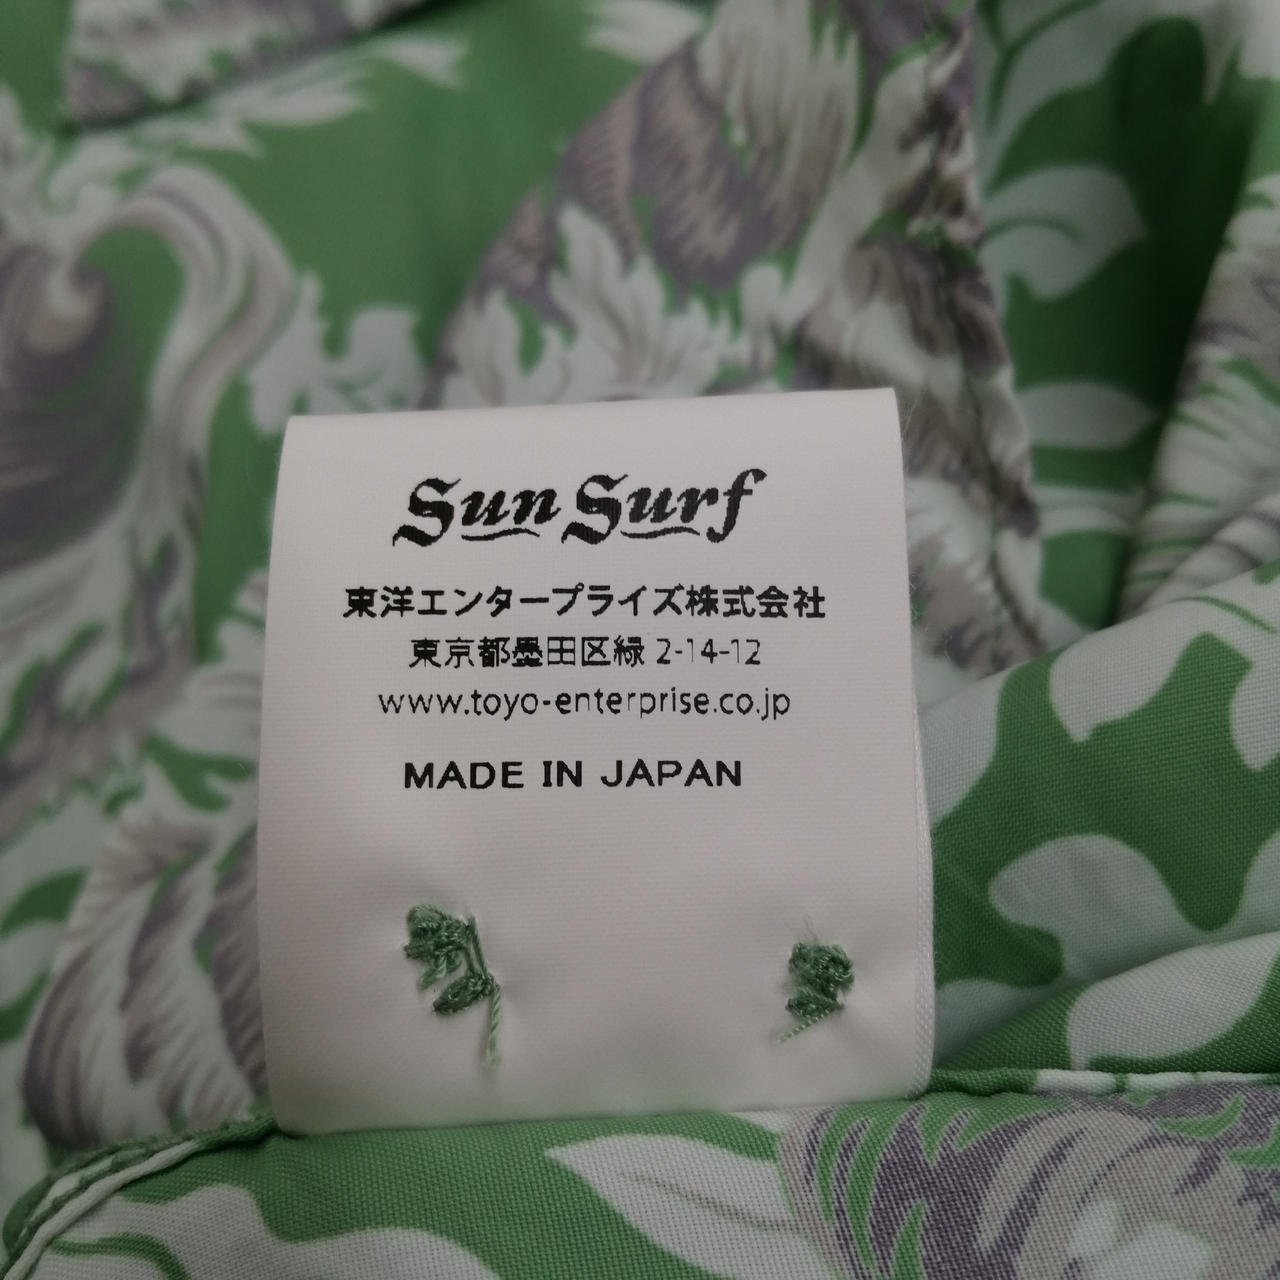 Sun Surf
東洋エンタープライズ株式会社
東京都墨田区緑 2-14-12
www.toyo-enterprise.co.jp
MADE IN JAPAN